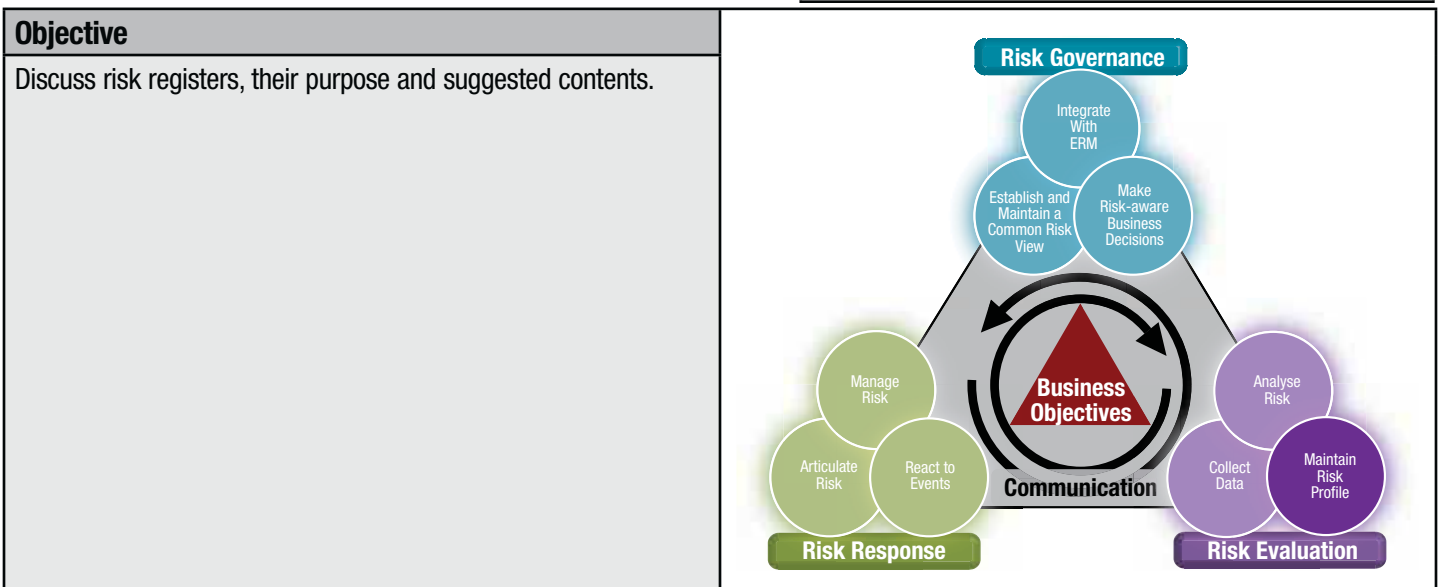 Objective
Discuss risk registers, their purpose and suggested contents.
Risk Governance
Integrate
With
ERM
Establish and
Maintain a
Common Risk
View
Make
Risk-aware
Business
Decisions
Business
Objectives
Manage
Risk
Articulate
Risk
React to
Events
Risk Response
Communication
Analyse
Risk
Collect
Data
Maintain
Risk
Profile
Risk Evaluation